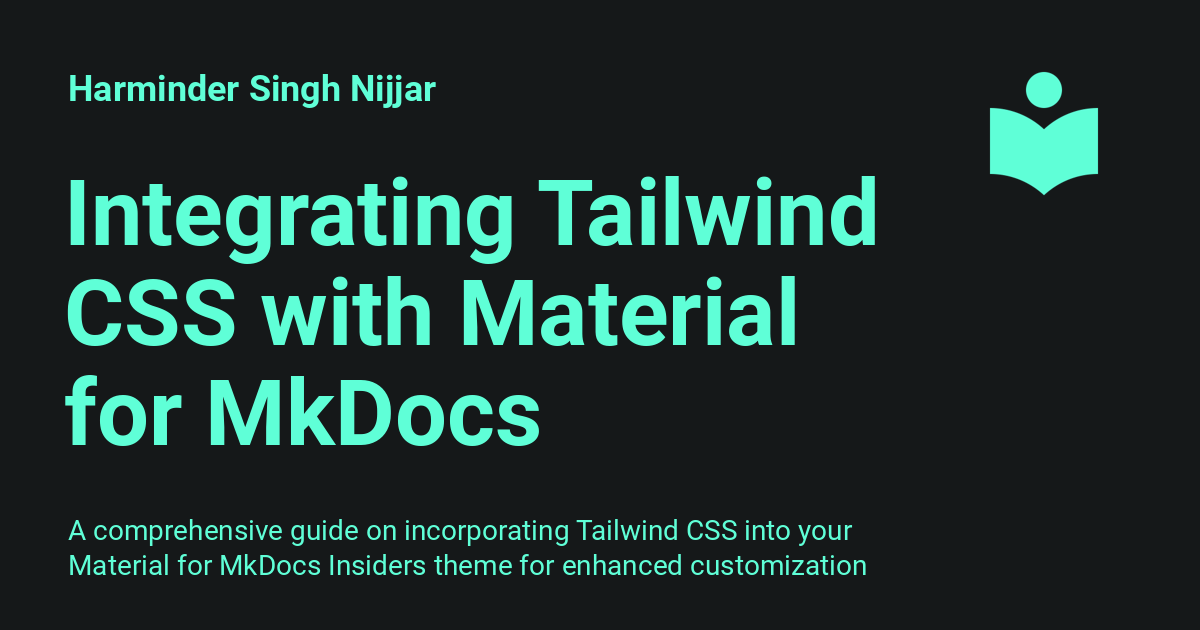 Harminder Singh Nijjar
Integrating Tailwind
CSS with Material
for MkDocs
A comprehensive guide on incorporating Tailwind CSS into your
Material for MkDocs Insiders theme for enhanced customization